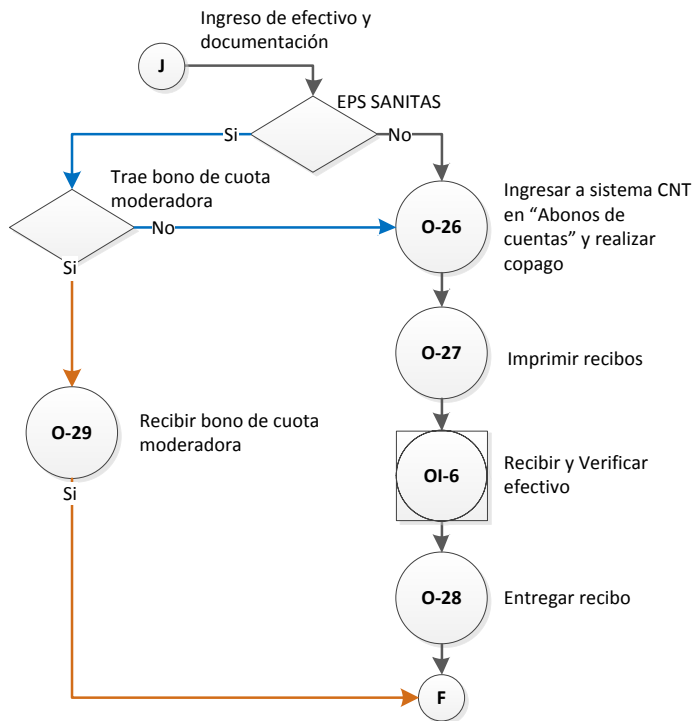 Ingreso de efectivo y
documentación
J
EPS SANITAS
Si
No
Trae bono de cuota
moderadora
No
Si
O-26
Ingresar a sistema CNT
en “Abonos de
cuentas” y realizar
copago
O-27
Imprimir recibos
O-29
Recibir bono de cuota
moderadora
Si
OI-6
Recibir y Verificar
efectivo
O-28
Entregar recibo
F